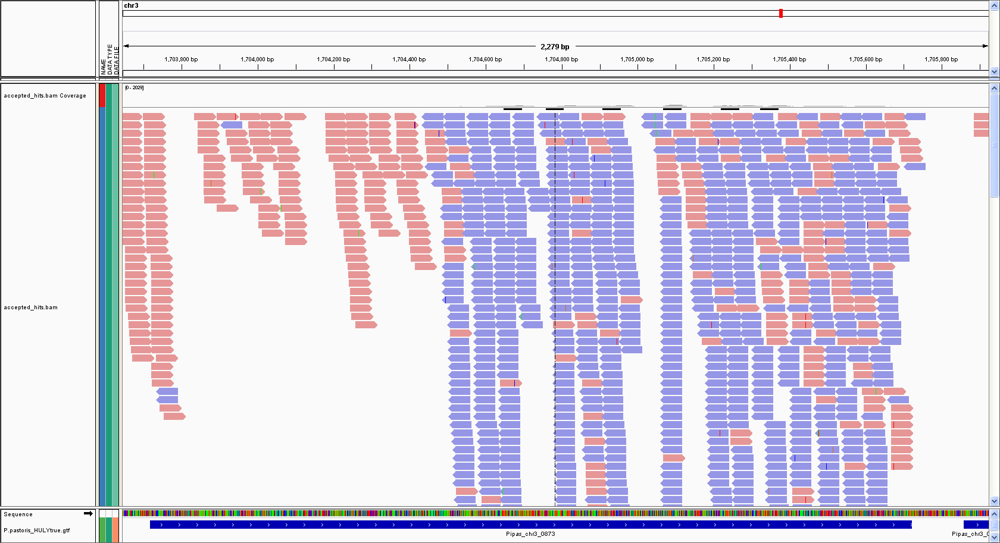 chr3
2,279 bp
1,703,800 bp 1,704,000 bp 1,704,200 bp 1,704,400 bp 1,704,600 bp 1,704,800 bp 1,705,000 bp 1,705,200 bp 1,705,400 bp 1,705,600 bp 1,705,800 bp
NAME
DATA TYPE
DATA FILE
[0 - 2029]
accepted_hits.bam Coverage
accepted_hits.bam
Sequence
P.pastoris_HULYtrue.gtf
Pipas_chr3_0873 Pipas_chr3_0